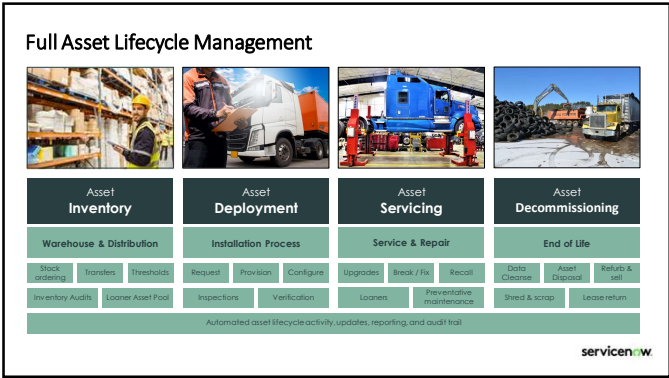 Full Asset Lifecycle Management
Asset
Inventory
Asset
Deployment
Asset
Servicing
Asset
Decommissioning
Warehouse & Distribution
Installation Process
Service & Repair
End of Life
Stock
ordering
Transfers
Thresholds
Request
Provision
Configure
Upgrades
Break / Fix
Recall
Data
Cleanse
Asset
Disposal
Refurb &
sell
Inventory Audits
Loaner Asset Pool
Inspections
Verification
Loaners
Preventative
maintenance
Shred & scrap
Lease return
Automated asset lifecycle activity, updates, reporting, and audit trail
servicenow.